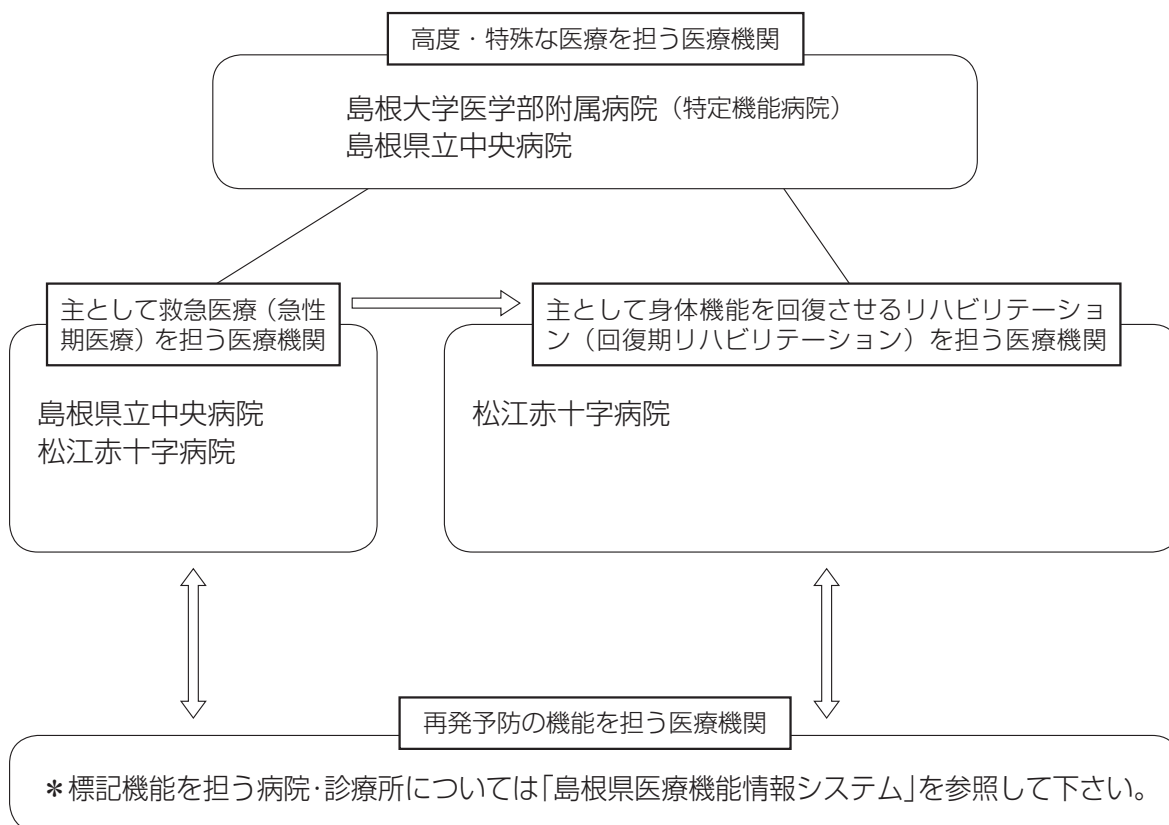 高度・特殊な医療を担う医療機関
島根大学医学部附属病院（特定機能病院）
島根県立中央病院
主として救急医療（急性
期医療）を担う医療機関
島根県立中央病院
松江赤十字病院
主として身体機能を回復させるリハビリテーショ
ン（回復期リハビリテーション）を担う医療機関
松江赤十字病院
再発予防の機能を担う医療機関
＊標記機能を担う病院・診療所については「島根県医療機能情報システム」を参照して下さい。